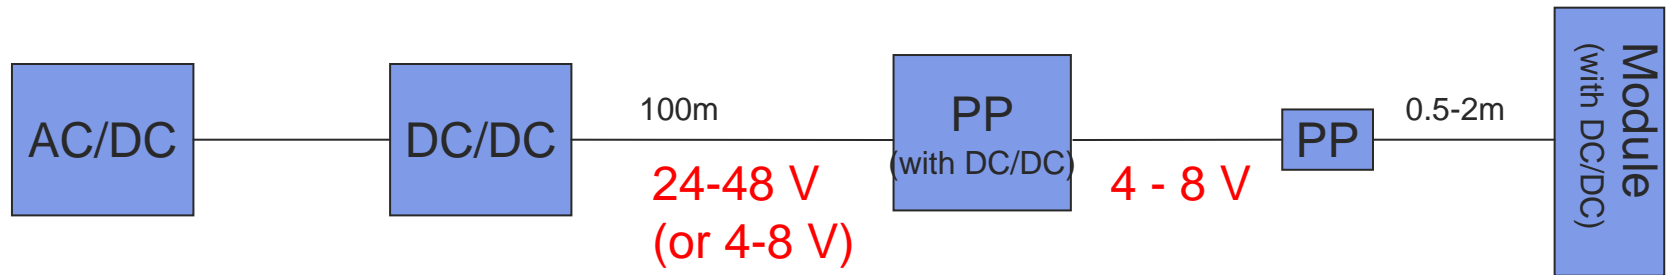 AC/DC
DC/DC
100m
24-48 V
(or 4-8 V)
PP
(with DC/DC)
4 - 8 V
PP
0.5-2m
Module
(with DC/DC)